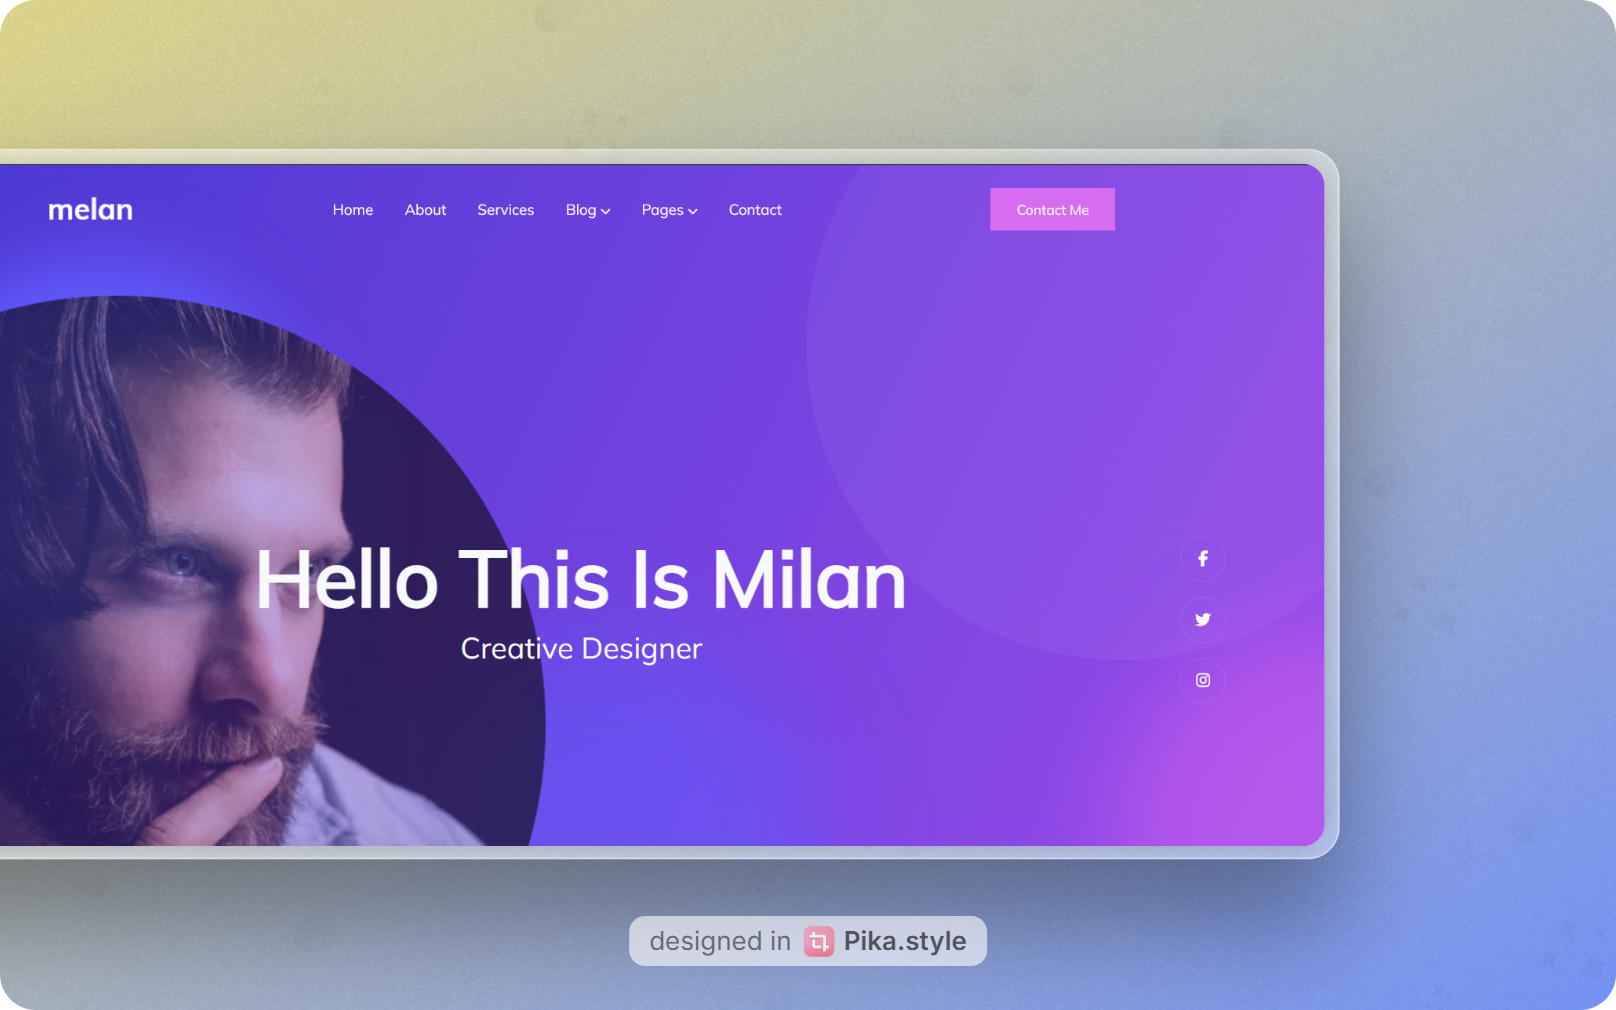 melan
Home About Services Blog Pages Contact
Contact Me
Hello This Is Milan
Creative Designer
designed in Pika.style